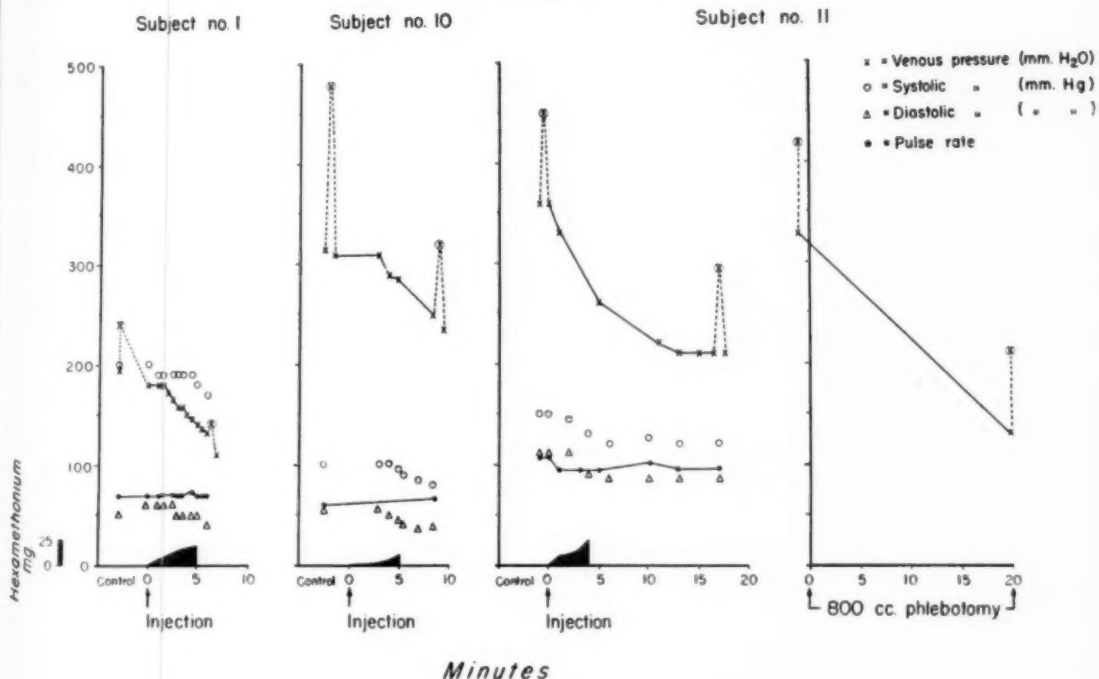 Subject no. 1
Subject no. 10
Subject no. 11
x = Venous pressure (mm. H₂O)
o = Systolic " (mm. Hg)
Δ = Diastolic " ( " " )
• = Pulse rate
500
400
300
200
100
0
Hexamethonium
mg
25
0
Control 0 5 10
Injection
Control 0 5 10
Injection
Control 0 5 10 15 20
Injection
0 5 10 15 20
800 cc. phlebotomy
Minutes